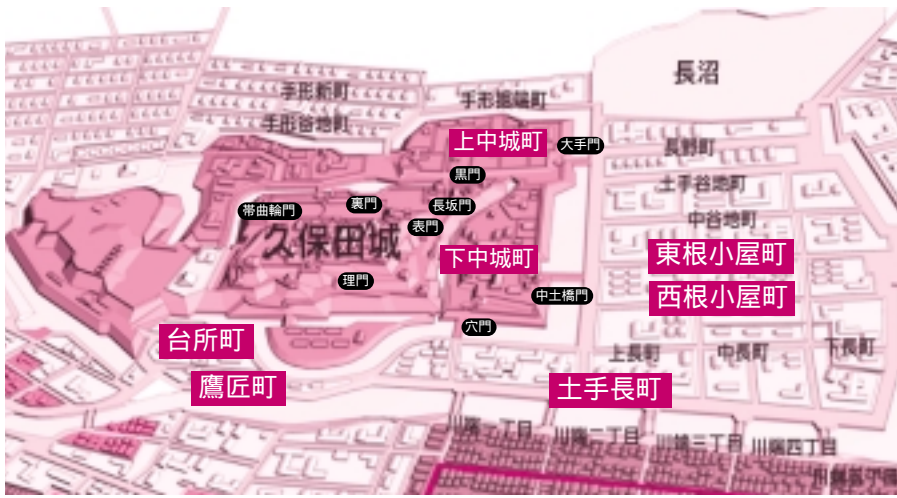 長沼
手形新町
手形堀端町
手形谷地町
上中城町
大手門
長野町
黒門
土手谷地町
帯曲輪門
裏門
長坂門
中谷地町
表門
久保田城
下中城町
東根小屋町
理門
中土橋門
西根小屋町
穴門
台所町
上長町
中長町
下長町
鷹匠町
土手長町
川端一丁目
川端二丁目
川端三丁目
川端四丁目